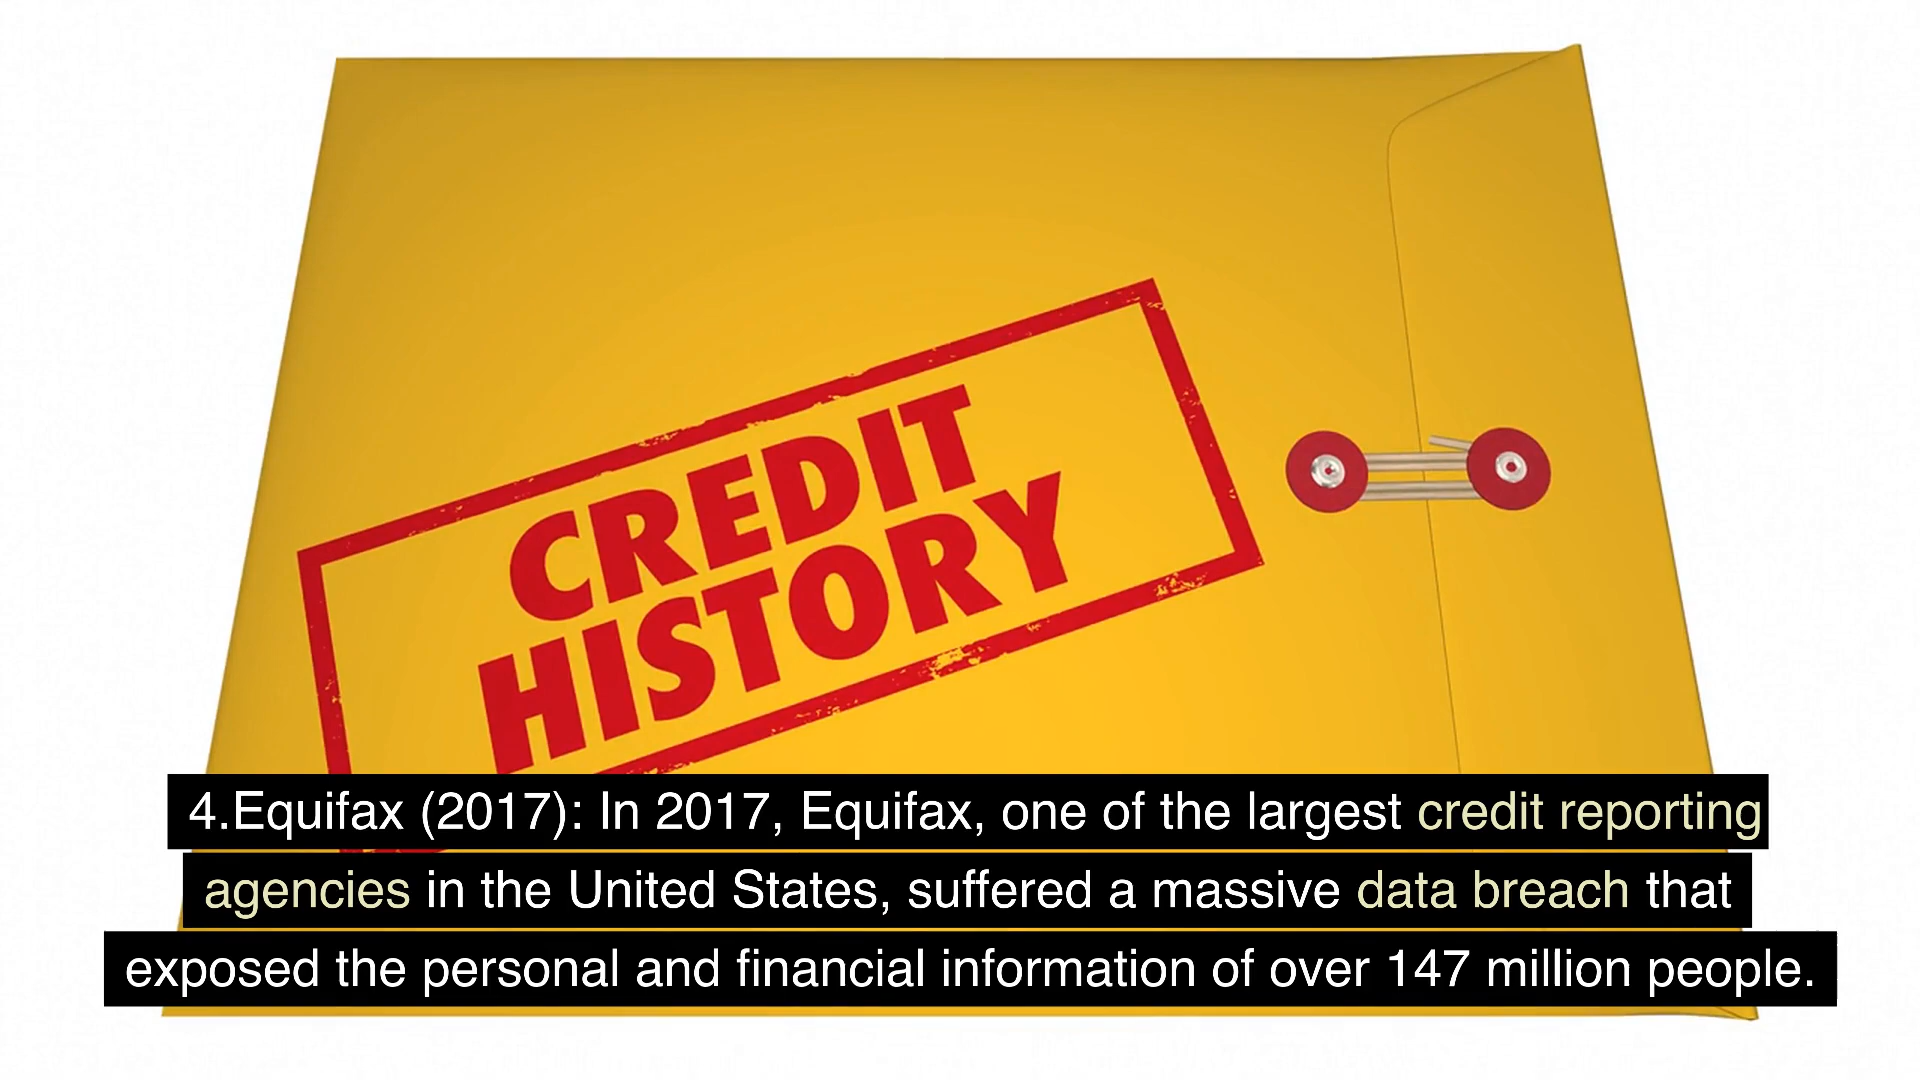 CREDIT
HISTORY
4.Equifax (2017): In 2017, Equifax, one of the largest credit reporting
agencies in the United States, suffered a massive data breach that
exposed the personal and financial information of over 147 million people.